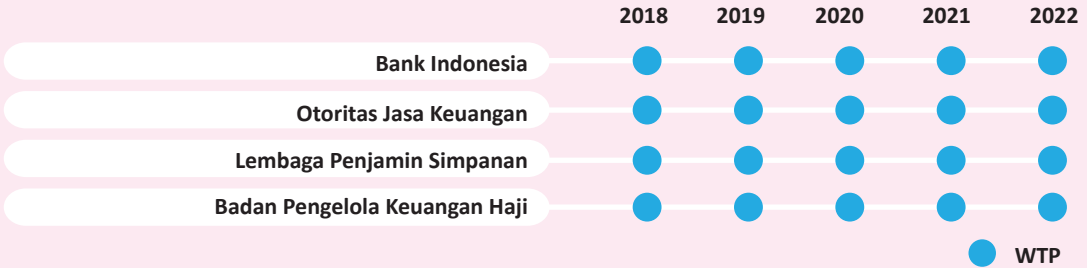 2018 2019 2020 2021 2022
Bank Indonesia
Otoritas Jasa Keuangan
Lembaga Penjamin Simpanan
Badan Pengelola Keuangan Haji
WTP